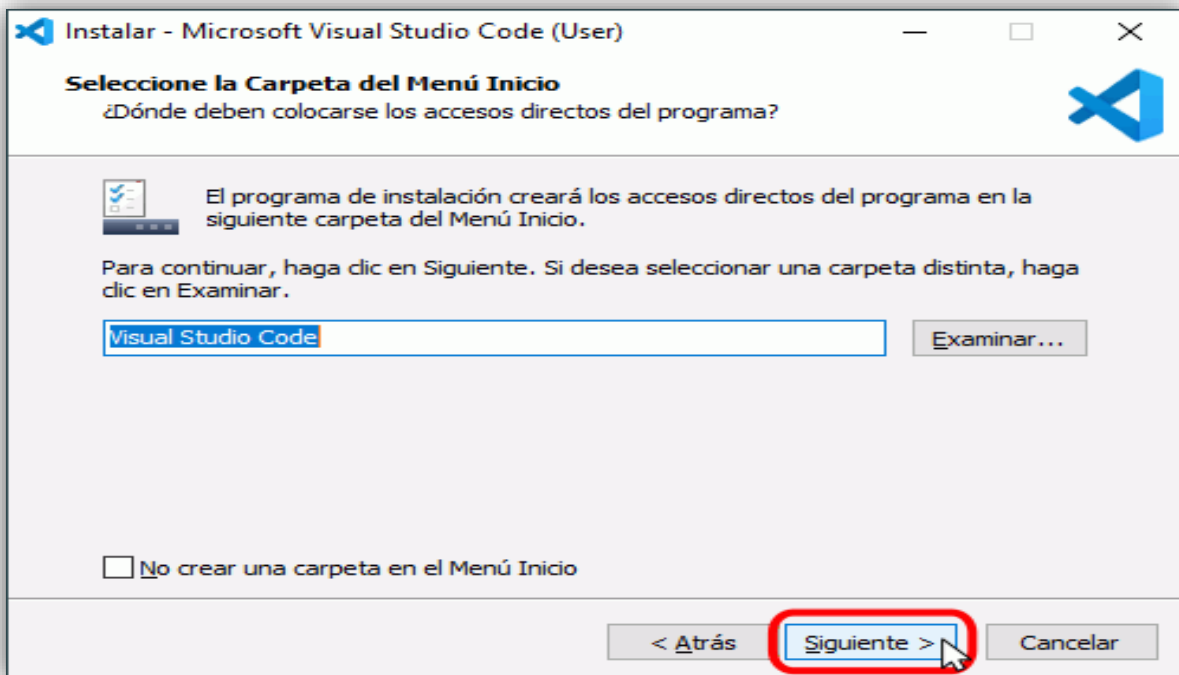 Instalar - Microsoft Visual Studio Code (User)
Seleccione la Carpeta del Menú Inicio
¿Dónde deben colocarse los accesos directos del programa?
El programa de instalación creará los accesos directos del programa en la
siguiente carpeta del Menú Inicio.
Para continuar, haga clic en Siguiente. Si desea seleccionar una carpeta distinta, haga
clic en Examinar.
Visual Studio Code
Examinar...
No crear una carpeta en el Menú Inicio
< Atrás
Siguiente >
Cancelar